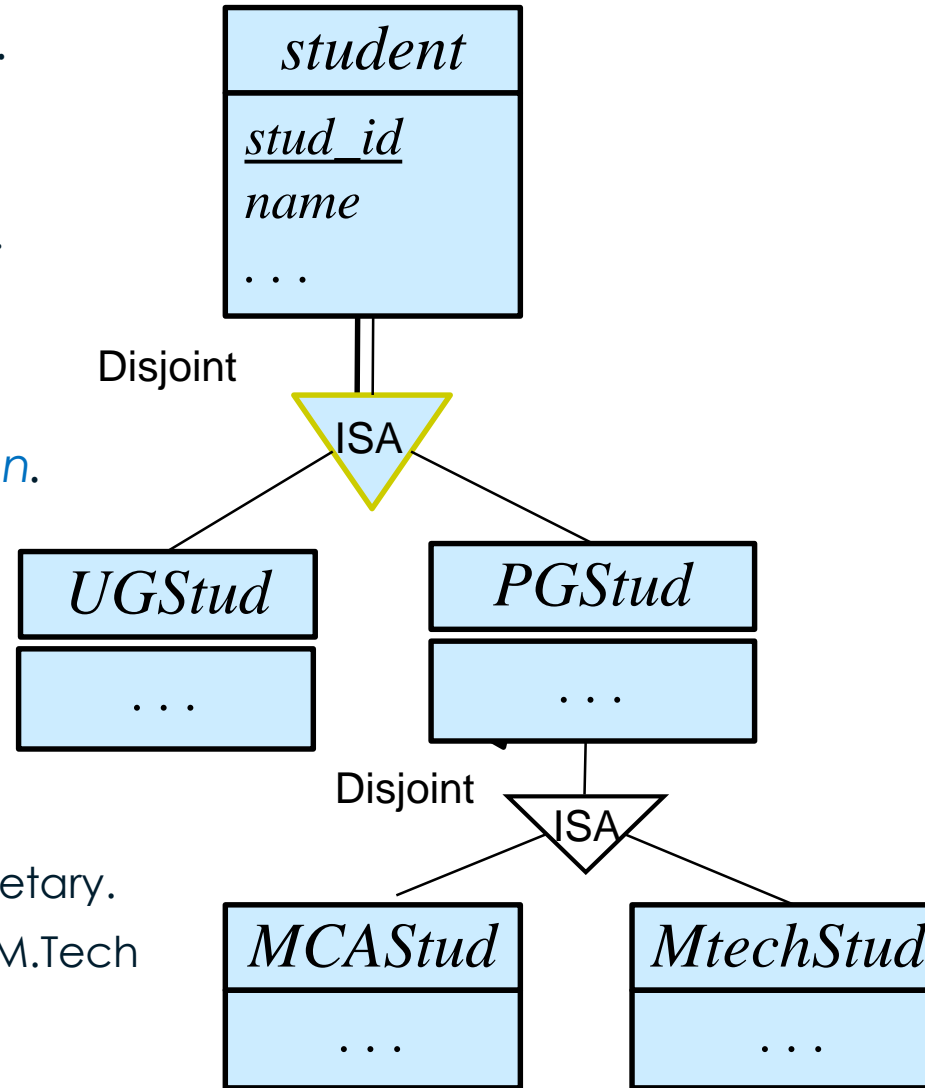 .
student
stud_id
name
.
. . .
Disjoint
ISA
n.
UGStud
PGStud
. . .
. . .
Disjoint
ISA
etary.
M.Tech
MCAStud
MtechStud
. . .
. . .